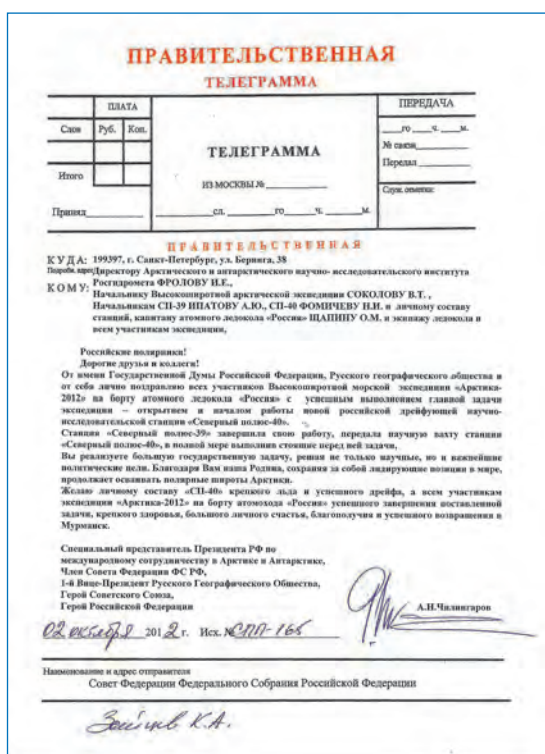 ПРАВИТЕЛЬСТВЕННАЯ
ТЕЛЕГРАММА
ПЛАТА
Слов Руб. Коп.
Итого
Принял
ТЕЛЕГРАММА
ИЗ МОСКВЫ №
сл. го ч. м.
ПЕРЕДАЧА
го ч. м.
№ связи
Передал
Служ. отметки:
ПРАВИТЕЛЬСТВЕННАЯ
КУДА: 199397, г. Санкт-Петербург, ул. Беринга, 38
Подробн. адрес Директору Арктического и антарктического научно- исследовательского института
КОМУ: Росгидромета ФРОЛОВУ И.Е.,
Начальнику Высокоширотной арктической экспедиции СОКОЛОВУ В.Т. ,
Начальникам СП-39 ИПАТОВУ А.Ю., СП-40 ФОМИЧЕВУ Н.И. и личному составу
станций, капитану атомного ледокола «Россия» ЩАПИНУ О.М. и экипажу ледокола и
всем участникам экспедиции,
Российские полярники!
Дорогие друзья и коллеги!
От имени Государственной Думы Российской Федерации, Русского географического общества и
от себя лично поздравляю всех участников Высокоширотной морской экспедиции «Арктика-
2012» на борту атомного ледокола «Россия» с успешным выполнением главной задачи
экспедиции – открытием и началом работы новой российской дрейфующей научно-
исследовательской станции «Северный полюс-40».
Станция «Северный полюс-39» завершила свою работу, передала научную вахту станции
«Северный полюс-40», в полной мере выполнив стоящие перед ней задачи.
Вы реализуете большую государственную задачу, решая не только научные, но и важнейшие
политические цели. Благодаря Вам наша Родина, сохраняя за собой лидирующие позиции в мире,
продолжает осваивать полярные широты Арктики.
Желаю личному составу «СП-40» крепкого льда и успешного дрейфа, а всем участникам
экспедиции «Арктика-2012» на борту атомохода «Россия» успешного завершения поставленной
задачи, крепкого здоровья, большого личного счастья, благополучия и успешного возвращения в
Мурманск.
Специальный представитель Президента РФ по
международному сотрудничеству в Арктике и Антарктике,
Член Совета Федерации ФС РФ,
1-й Вице-Президент Русского Географического Общества,
Герой Советского Союза,
Герой Российской Федерации
А.Н.Чилингаров
02 октября 2012 г. Исх. № СПП-165
Наименование и адрес отправителя
Совет Федерации Федерального Собрания Российской Федерации
Зайцев К.А.